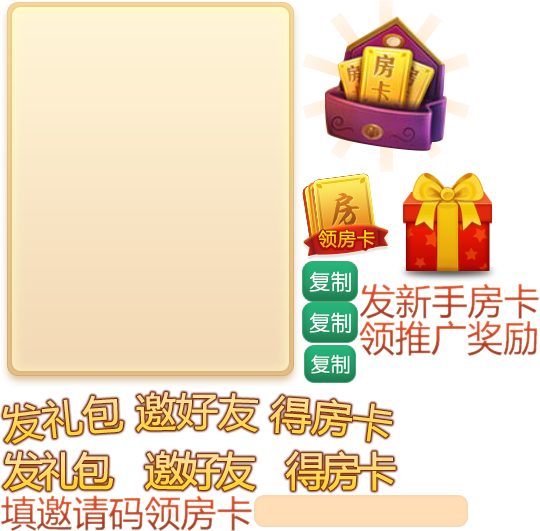 房
房卡
房
房
领房卡
复制
复制
复制
发新手房卡
领推广奖励
发礼包 邀好友 得房卡
发礼包 邀好友 得房卡
填邀请码领房卡